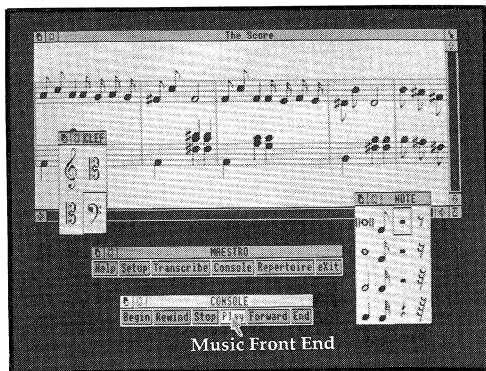 The Score
CLEF
NOTE
MAESTRO
Help Setup Transcribe Console Repertoire eXit
CONSOLE
Begin Rewind Stop Play Forward End
Music Front End